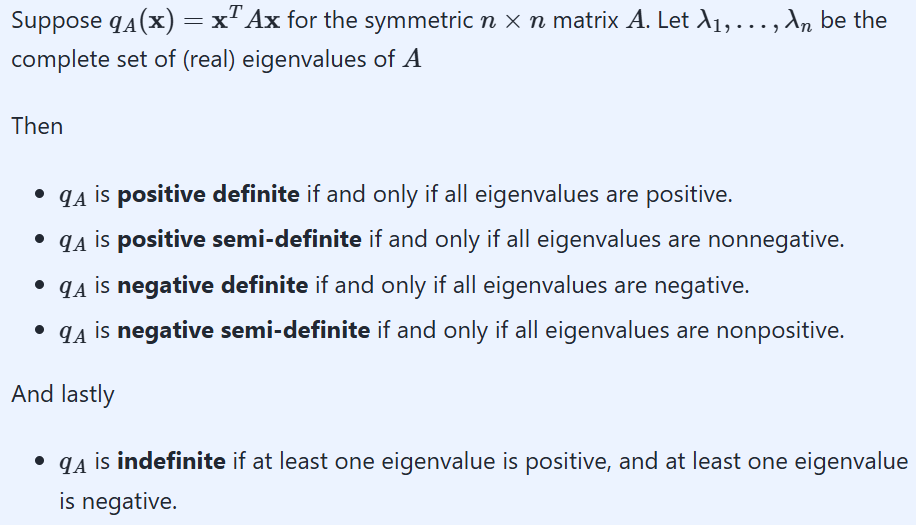 Suppose q_A(𝐱) = 𝐱^T A𝐱 for the symmetric n × n matrix A. Let λ₁, . . . , λₙ be the
complete set of (real) eigenvalues of A
Then
• q_A is positive definite if and only if all eigenvalues are positive.
• q_A is positive semi-definite if and only if all eigenvalues are nonnegative.
• q_A is negative definite if and only if all eigenvalues are negative.
• q_A is negative semi-definite if and only if all eigenvalues are nonpositive.
And lastly
• q_A is indefinite if at least one eigenvalue is positive, and at least one eigenvalue
is negative.